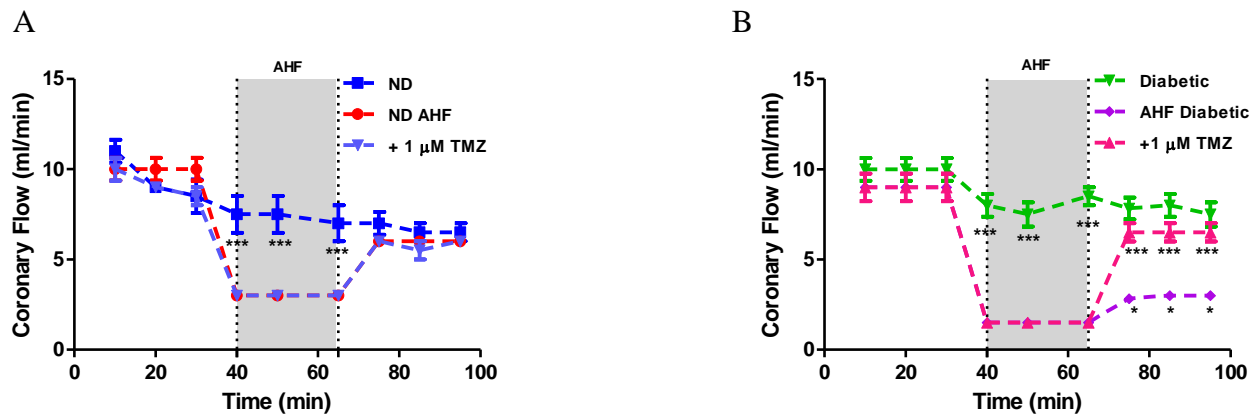 A
AHF
ND
ND AHF
+ 1 μM TMZ
Coronary Flow (ml/min)
15
10
5
0
***
***
***
0
20
40
60
80
100
Time (min)
B
AHF
Diabetic
AHF Diabetic
+1 μM TMZ
Coronary Flow (ml/min)
15
10
5
0
***
***
***
***
***
***
*
*
*
0
20
40
60
80
100
Time (min)